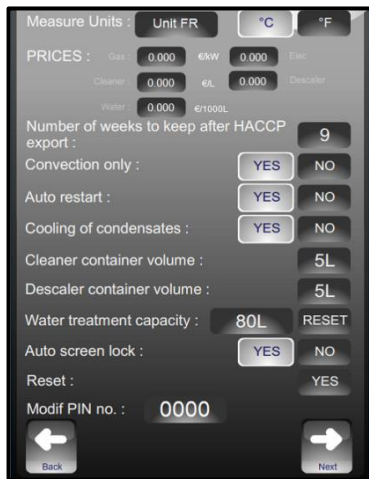 Measure Units : Unit FR °C °F
PRICES : Gas : 0.000 €/kW 0.000 Elec
Cleaner : 0.000 €/L 0.000 Descaler
Water : 0.000 €/1000L
Number of weeks to keep after HACCP
export : 9
Convection only : YES NO
Auto restart : YES NO
Cooling of condensates : YES NO
Cleaner container volume : 5L
Descaler container volume : 5L
Water treatment capacity : 80L RESET
Auto screen lock : YES NO
Reset : YES
Modif PIN no. : 0000
Back Next